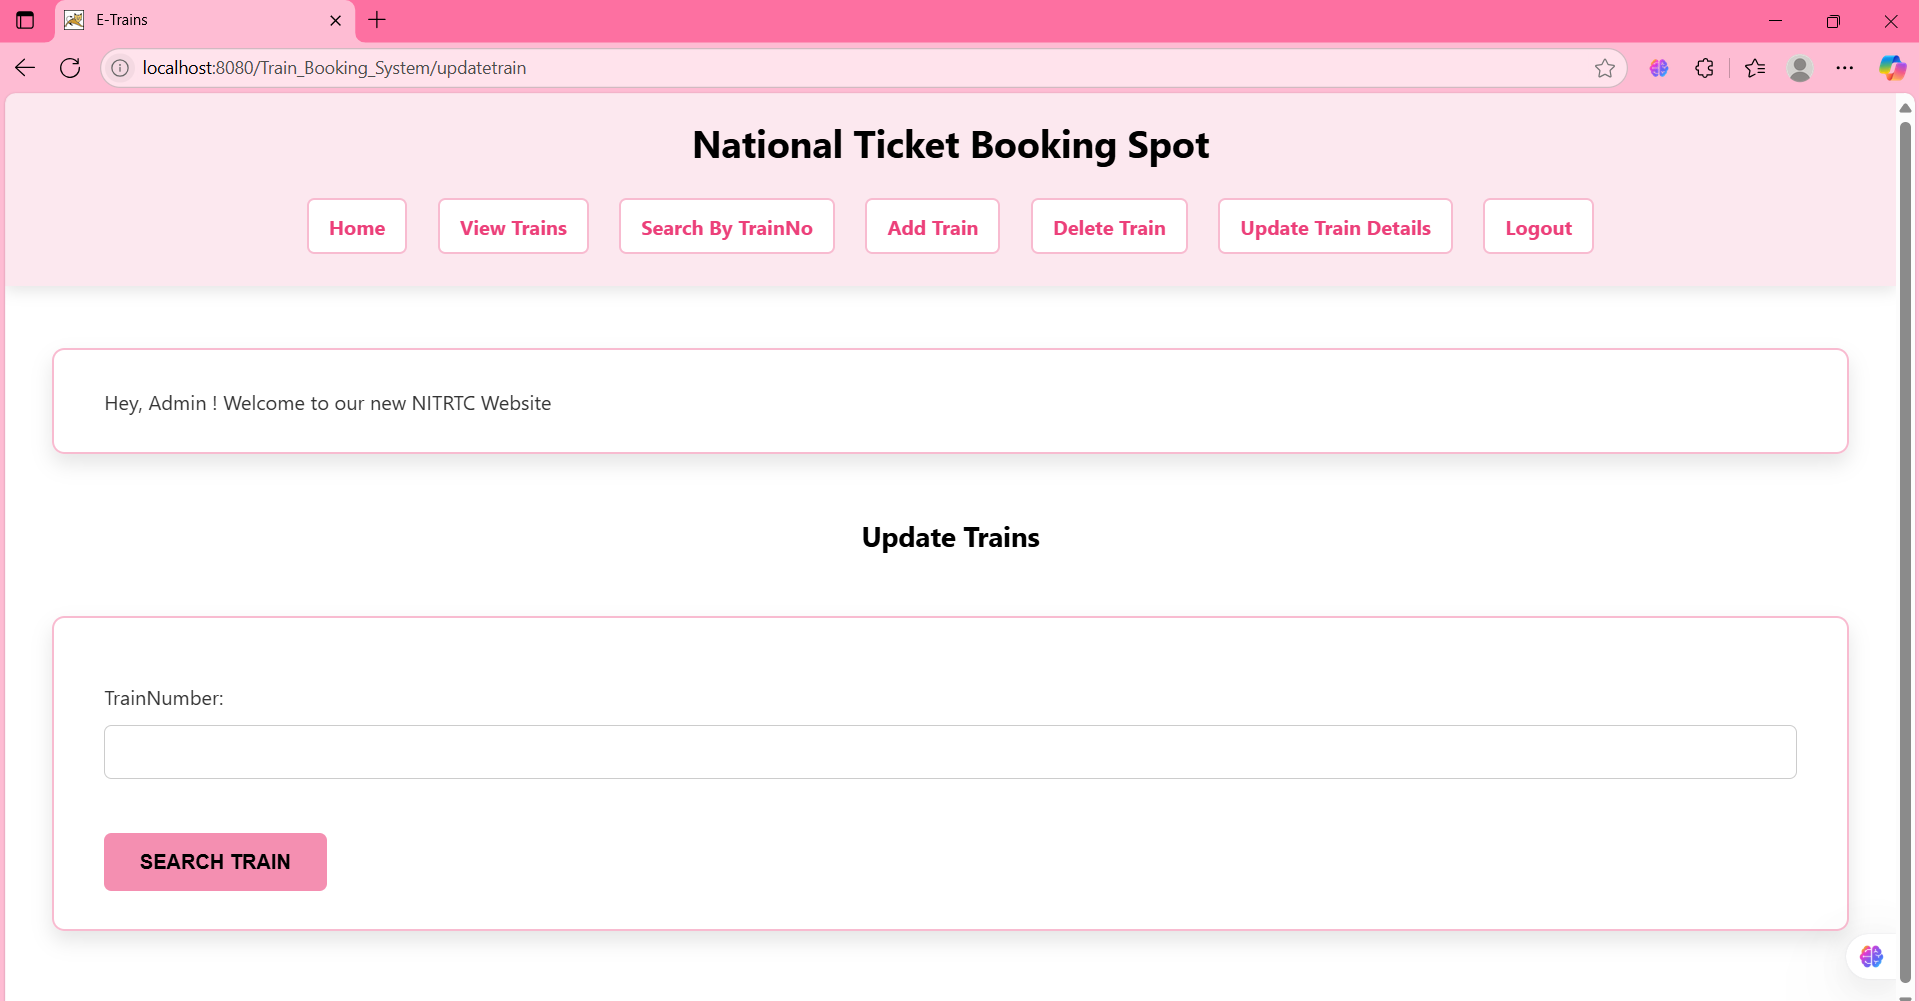 E-Trains
localhost:8080/Train_Booking_System/updatetrain
National Ticket Booking Spot
Home View Trains Search By TrainNo Add Train Delete Train Update Train Details Logout
Hey, Admin ! Welcome to our new NITRTC Website
Update Trains
TrainNumber:
SEARCH TRAIN